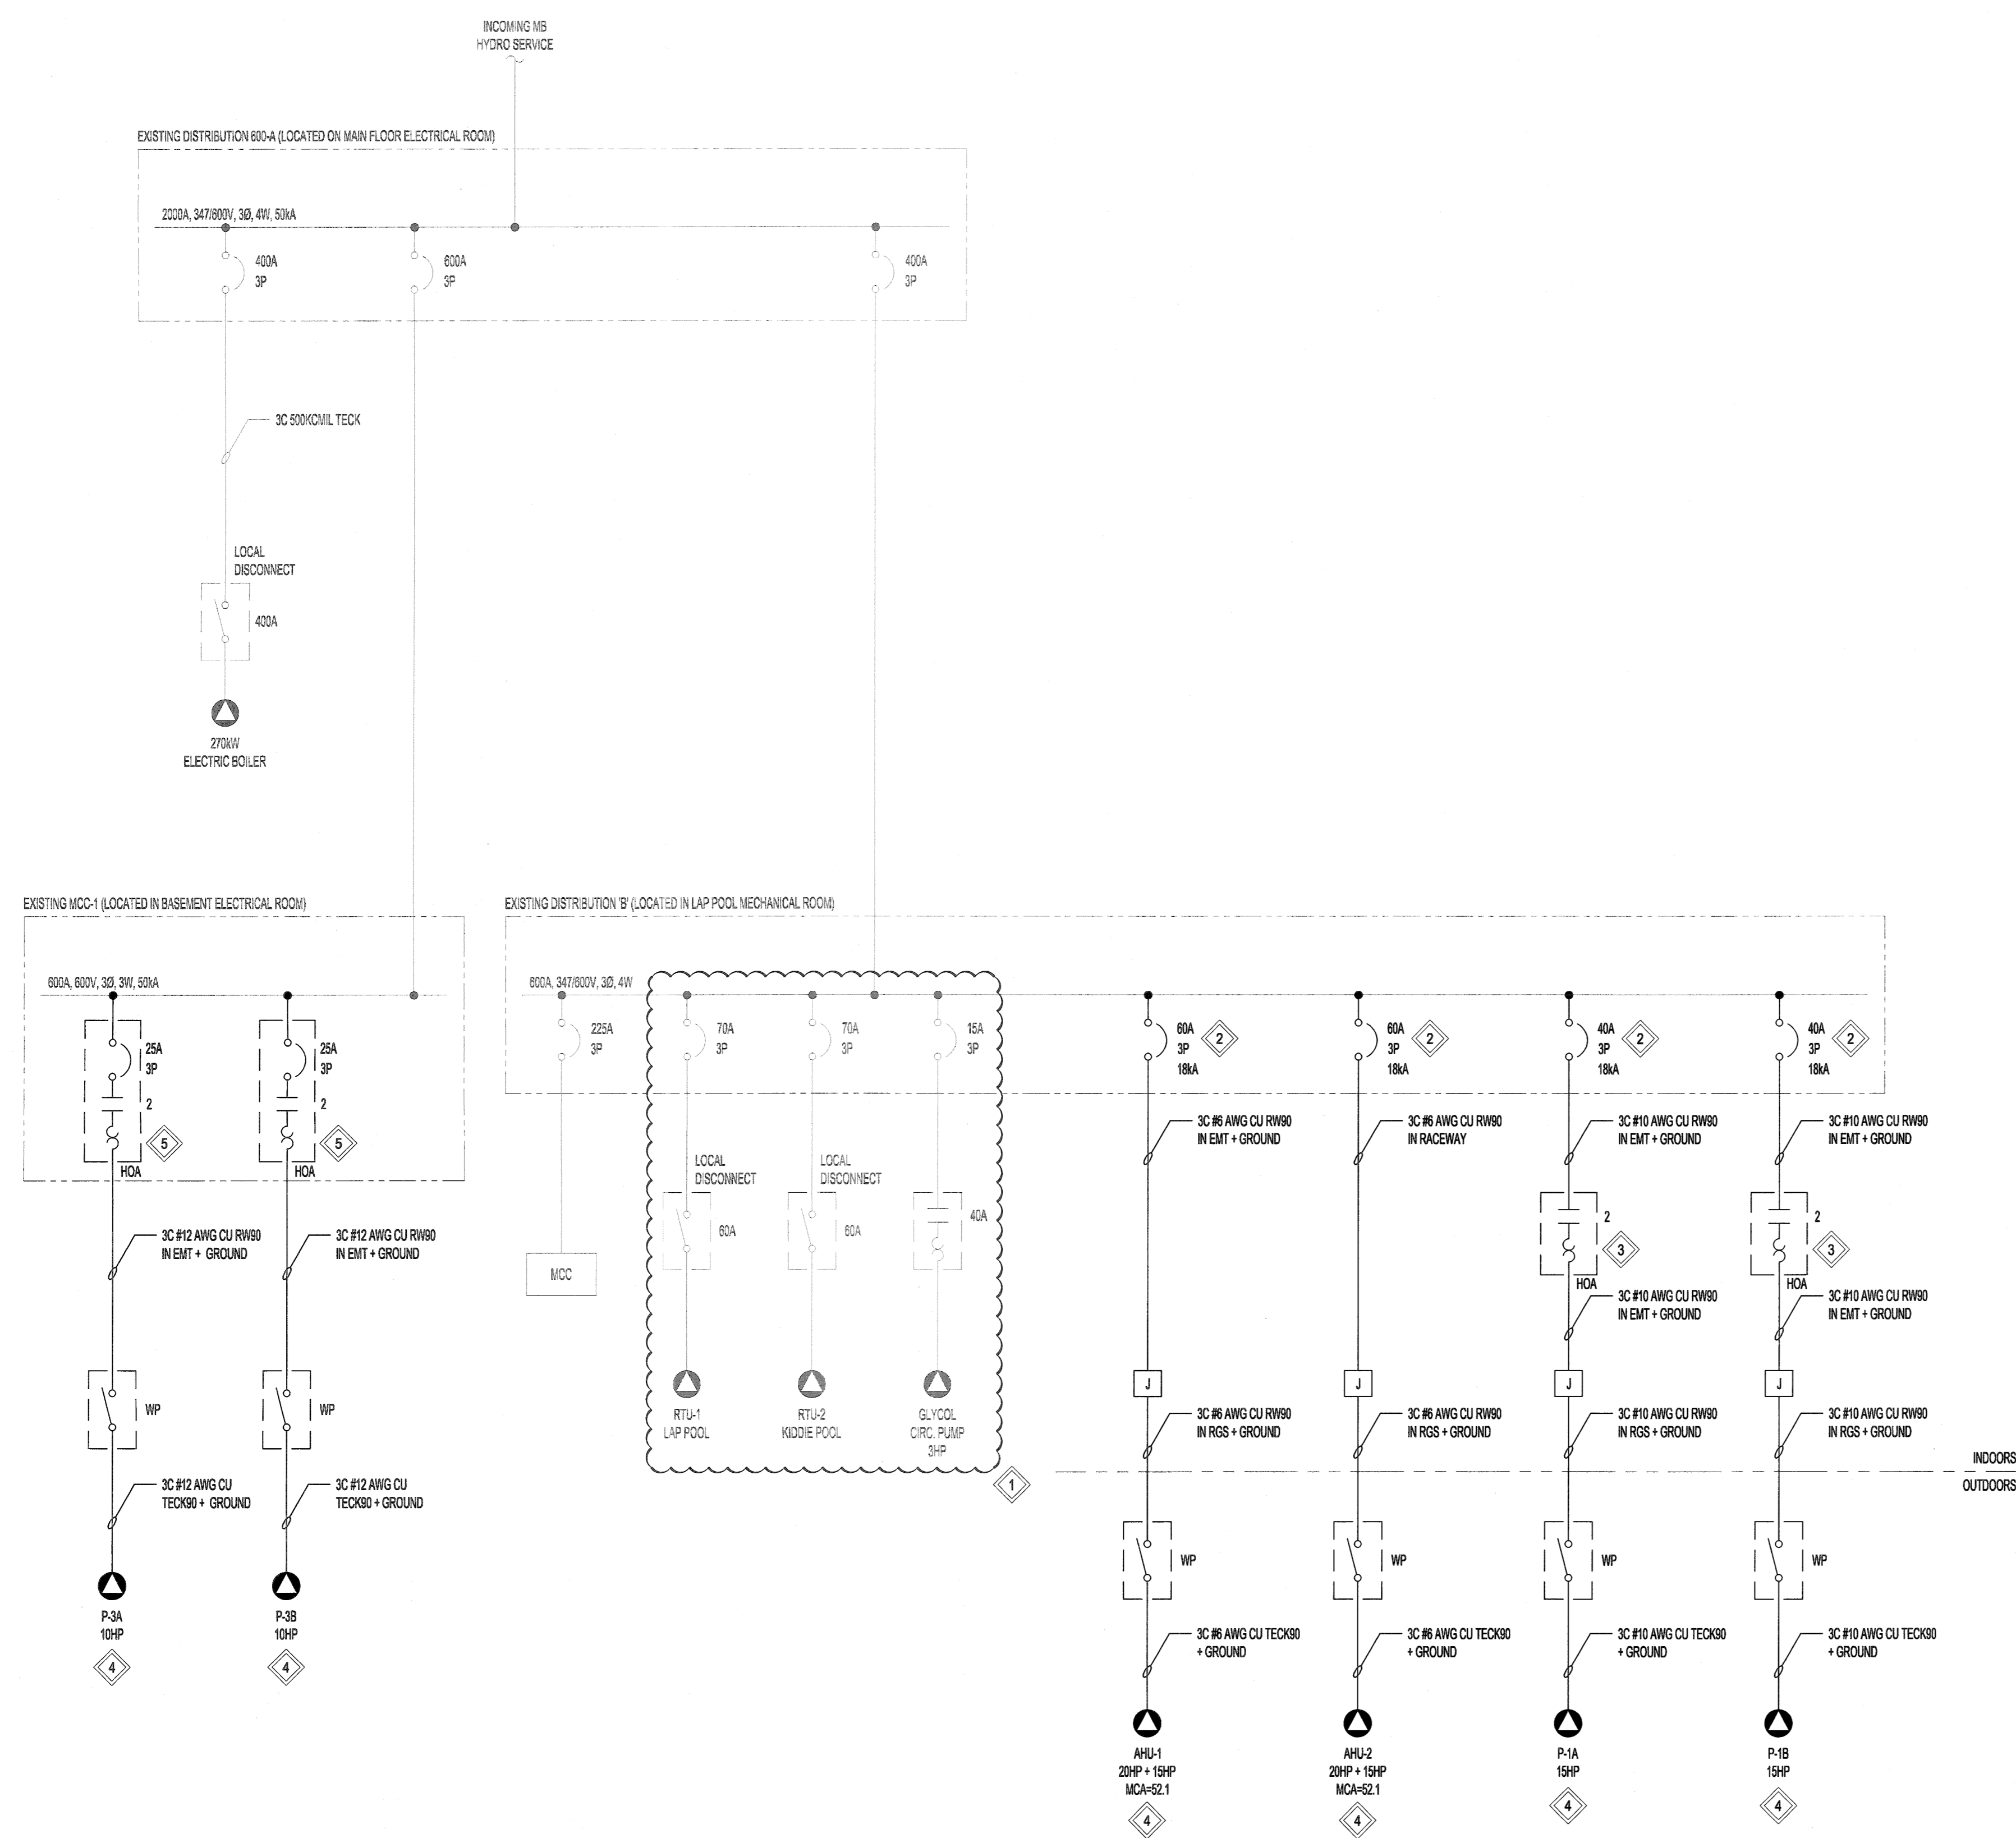 INCOMING MB
HYDRO SERVICE
EXISTING DISTRIBUTION 600-A (LOCATED ON MAIN FLOOR ELECTRICAL ROOM)
2000A, 347/600V, 3Ø, 4W, 50kA
400A
3P
600A
3P
400A
3P
3C 500KCMIL TECK
LOCAL
DISCONNECT
400A
270kW
ELECTRIC BOILER
EXISTING MCC-1 (LOCATED IN BASEMENT ELECTRICAL ROOM)
600A, 600V, 3Ø, 3W, 50kA
25A
3P
2
5
HOA
25A
3P
2
5
HOA
3C #12 AWG CU RW90
IN EMT + GROUND
3C #12 AWG CU RW90
IN EMT + GROUND
WP
WP
3C #12 AWG CU
TECK90 + GROUND
3C #12 AWG CU
TECK90 + GROUND
P-3A
10HP
4
P-3B
10HP
4
EXISTING DISTRIBUTION 'B' (LOCATED IN LAP POOL MECHANICAL ROOM)
600A, 347/600V, 3Ø, 4W
225A
3P
MCC
70A
3P
LOCAL
DISCONNECT
60A
RTU-1
LAP POOL
70A
3P
LOCAL
DISCONNECT
60A
RTU-2
KIDDIE POOL
15A
3P
40A
GLYCOL
CIRC. PUMP
3HP
1
60A
3P
18kA
2
3C #6 AWG CU RW90
IN EMT + GROUND
J
3C #6 AWG CU RW90
IN RGS + GROUND
WP
3C #6 AWG CU TECK90
+ GROUND
AHU-1
20HP + 15HP
MCA=52.1
4
60A
3P
18kA
2
3C #6 AWG CU RW90
IN RACEWAY
J
3C #6 AWG CU RW90
IN RGS + GROUND
WP
3C #6 AWG CU TECK90
+ GROUND
AHU-2
20HP + 15HP
MCA=52.1
4
40A
3P
18kA
2
3C #10 AWG CU RW90
IN EMT + GROUND
2
3
HOA
3C #10 AWG CU RW90
IN EMT + GROUND
J
3C #10 AWG CU RW90
IN RGS + GROUND
WP
3C #10 AWG CU TECK90
+ GROUND
P-1A
15HP
4
40A
3P
18kA
2
3C #10 AWG CU RW90
IN EMT + GROUND
2
3
HOA
3C #10 AWG CU RW90
IN EMT + GROUND
J
3C #10 AWG CU RW90
IN RGS + GROUND
INDOORS
OUTDOORS
WP
3C #10 AWG CU TECK90
+ GROUND
P-1B
15HP
4